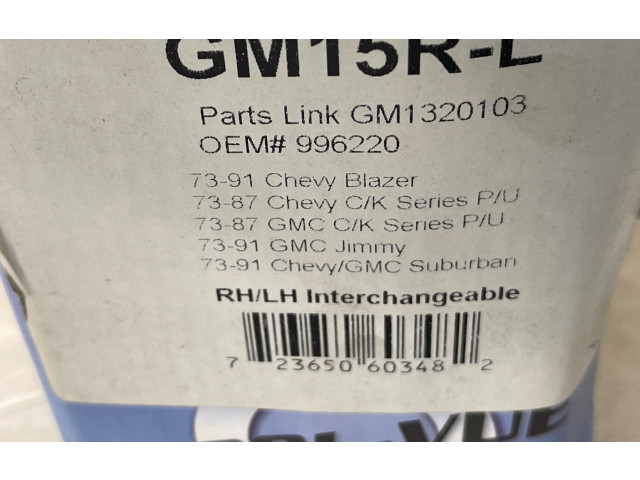 GM15R-L
Parts Link GM1320103
OEM# 996220
73-91 Chevy Blazer
73-87 Chevy C/K Series P/U
73-87 GMC C/K Series P/U
73-91 GMC Jimmy
73-91 Chevy/GMC Suburban
RH/LH Interchangeable
7 23650 60348 2